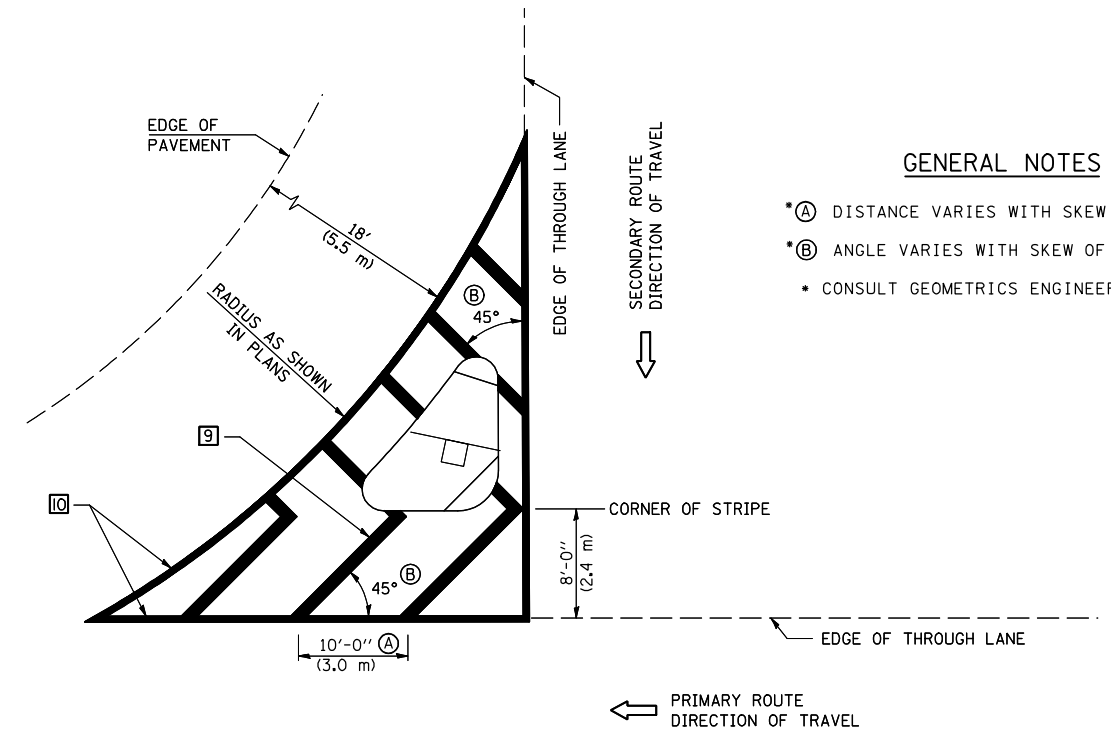 EDGE OF
PAVEMENT
18'
(5.5 m)
RADIUS AS SHOWN
IN PLANS
EDGE OF THROUGH LANE
SECONDARY ROUTE
DIRECTION OF TRAVEL
GENERAL NOTES
*Ⓐ DISTANCE VARIES WITH SKEW
*Ⓑ ANGLE VARIES WITH SKEW OF
* CONSULT GEOMETRICS ENGINEER
Ⓑ
45°
9
10
CORNER OF STRIPE
8'-0''
(2.4 m)
45° Ⓑ
10'-0'' Ⓐ
(3.0 m)
EDGE OF THROUGH LANE
PRIMARY ROUTE
DIRECTION OF TRAVEL